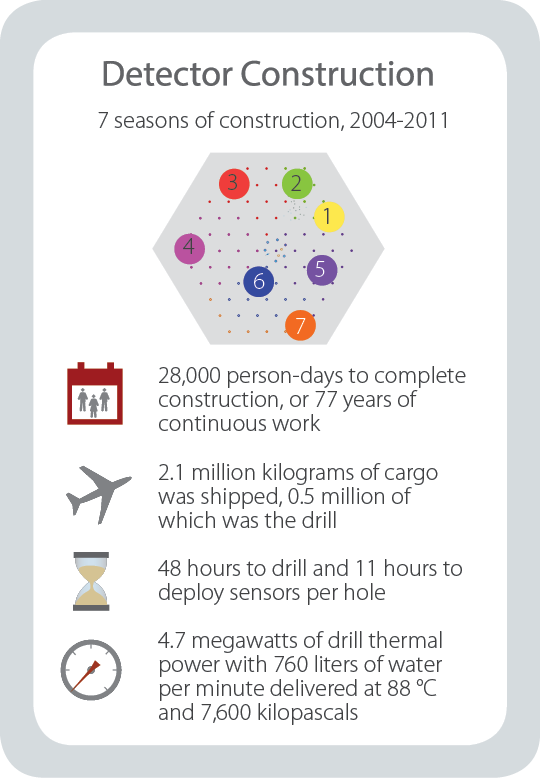 Detector Construction
7 seasons of construction, 2004-2011
3
2
1
4
5
6
7
28,000 person-days to complete
construction, or 77 years of
continuous work
2.1 million kilograms of cargo
was shipped, 0.5 million of
which was the drill
48 hours to drill and 11 hours to
deploy sensors per hole
4.7 megawatts of drill thermal
power with 760 liters of water
per minute delivered at 88 °C
and 7,600 kilopascals